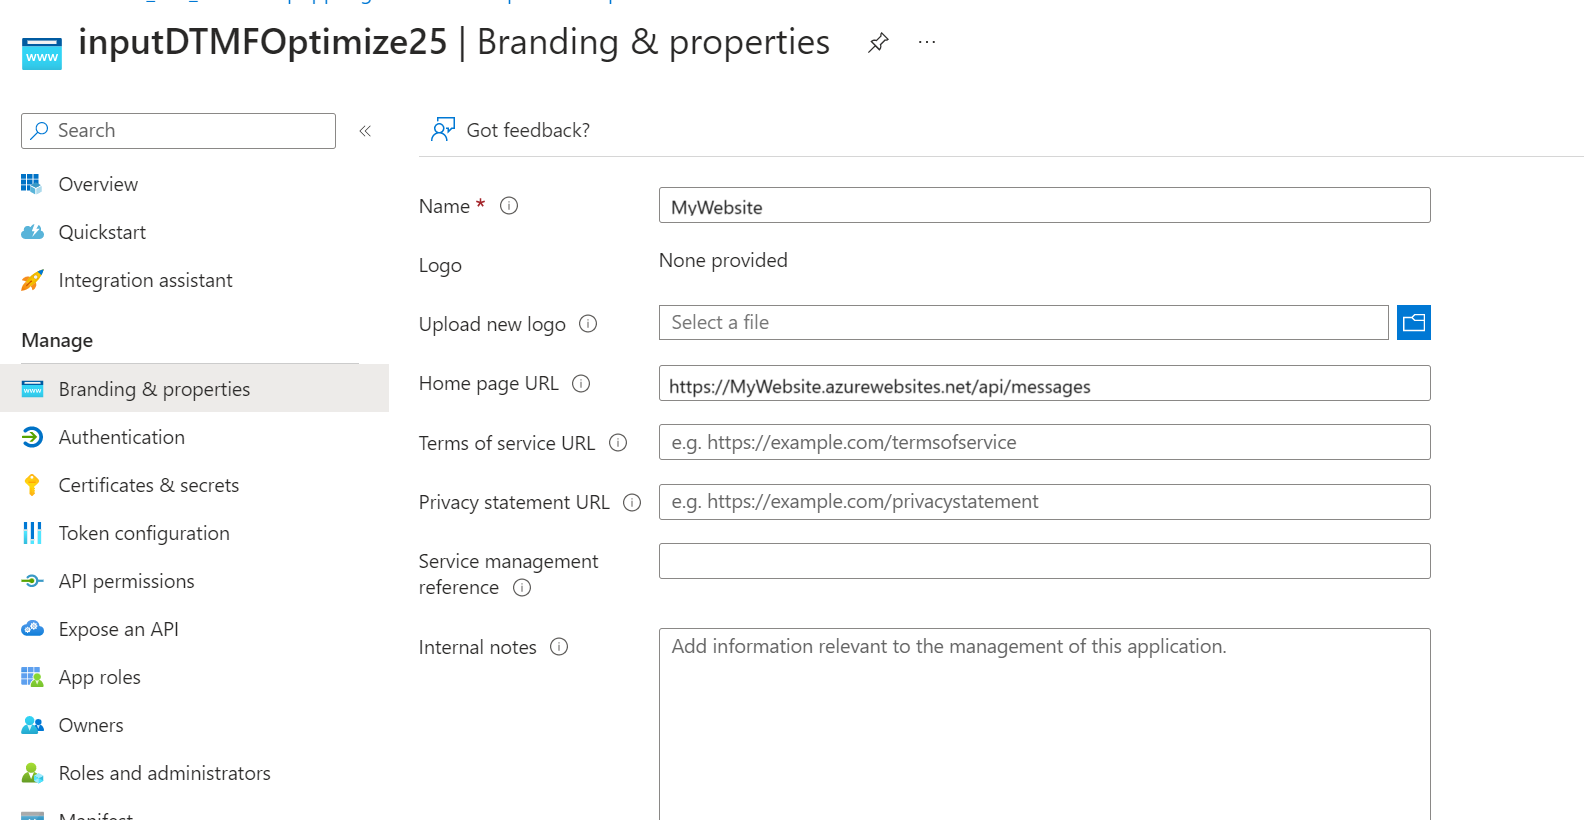 inputDTMFOptimize25 | Branding & properties
www
Search
Got feedback?
Overview
Quickstart
Integration assistant
Manage
Branding & properties
Authentication
Certificates & secrets
Token configuration
API permissions
Expose an API
App roles
Owners
Roles and administrators
Manifest
Name *
MyWebsite
Logo
None provided
Upload new logo
Select a file
Home page URL
https://MyWebsite.azurewebsites.net/api/messages
Terms of service URL
e.g. https://example.com/termsofservice
Privacy statement URL
e.g. https://example.com/privacystatement
Service management
reference
Internal notes
Add information relevant to the management of this application.